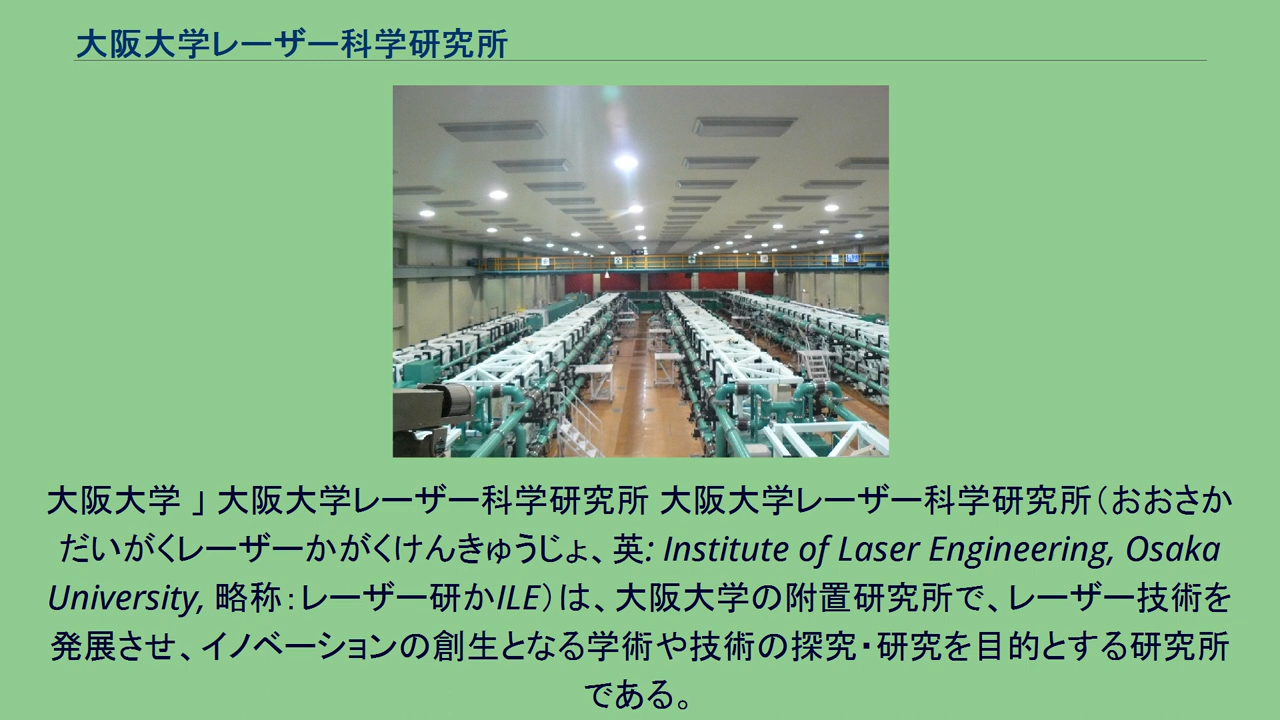 大阪大学レーザー科学研究所
大阪大学 」 大阪大学レーザー科学研究所 大阪大学レーザー科学研究所（おおさか
だいがくレーザーかがくけんきゅうじょ、英: Institute of Laser Engineering, Osaka
University, 略称：レーザー研かILE）は、大阪大学の附置研究所で、レーザー技術を
発展させ、イノベーションの創生となる学術や技術の探究・研究を目的とする研究所
である。